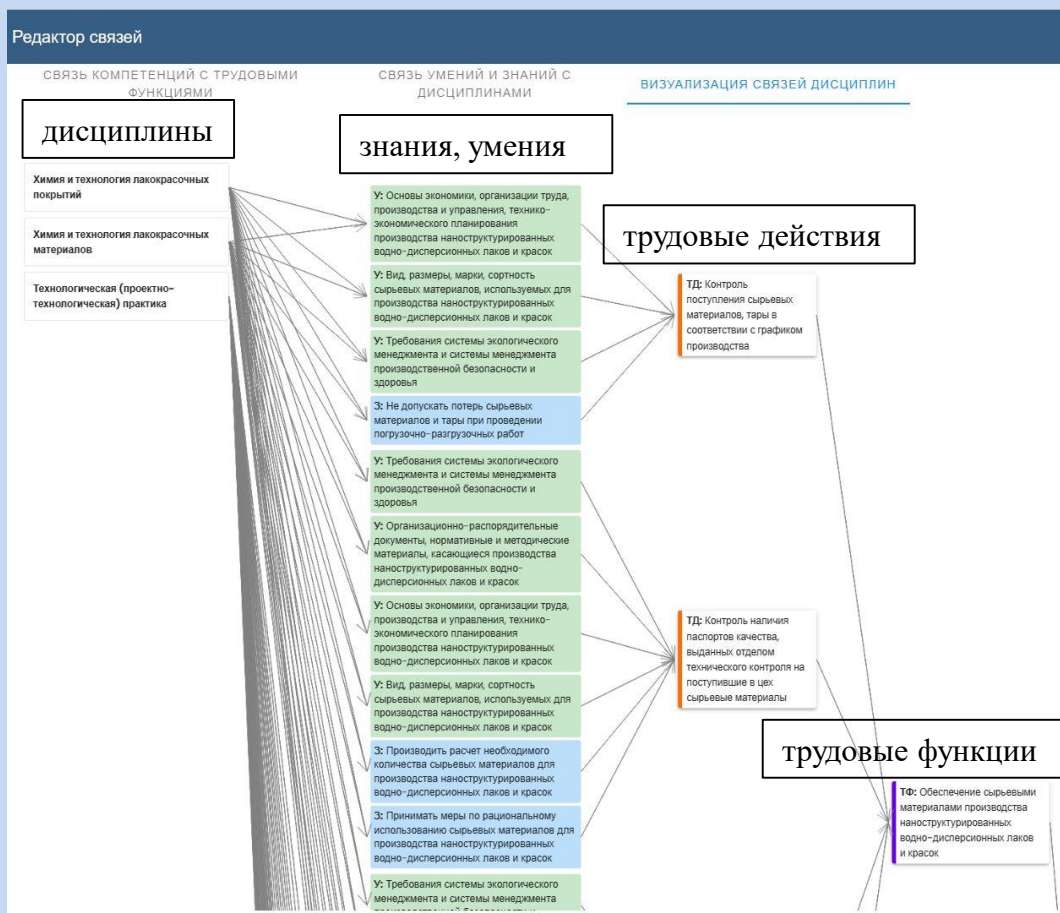 Редактор связей
СВЯЗЬ КОМПЕТЕНЦИЙ С ТРУДОВЫМИ
ФУНКЦИЯМИ
СВЯЗЬ УМЕНИЙ И ЗНАНИЙ С
ДИСЦИПЛИНАМИ
ВИЗУАЛИЗАЦИЯ СВЯЗЕЙ ДИСЦИПЛИН
дисциплины
Химия и технология лакокрасочных
покрытий
Химия и технология лакокрасочных
материалов
Технологическая (проектно-
технологическая) практика
знания, умения
У: Основы экономики, организации труда,
производства и управления, технико-
экономического планирования
производства наноструктурированных
водно-дисперсионных лаков и красок
У: Вид, размеры, марки, сортность
сырьевых материалов, используемых для
производства наноструктурированных
водно-дисперсионных лаков и красок
У: Требования системы экологического
менеджмента и системы менеджмента
производственной безопасности и
здоровья
З: Не допускать потерь сырьевых
материалов и тары при проведении
погрузочно-разгрузочных работ
У: Требования системы экологического
менеджмента и системы менеджмента
производственной безопасности и
здоровья
У: Организационно-распорядительные
документы, нормативные и методические
материалы, касающиеся производства
наноструктурированных водно-
дисперсионных лаков и красок
У: Основы экономики, организации труда,
производства и управления, технико-
экономического планирования
производства наноструктурированных
водно-дисперсионных лаков и красок
У: Вид, размеры, марки, сортность
сырьевых материалов, используемых для
производства наноструктурированных
водно-дисперсионных лаков и красок
З: Производить расчет необходимого
количества сырьевых материалов для
производства наноструктурированных
водно-дисперсионных лаков и красок
З: Принимать меры по рациональному
использованию сырьевых материалов для
производства наноструктурированных
водно-дисперсионных лаков и красок
У: Требования системы экологического
менеджмента и системы менеджмента
трудовые действия
ТД: Контроль
поступления сырьевых
материалов, тары в
соответствии с графиком
производства
ТД: Контроль наличия
паспортов качества,
выданных отделом
технического контроля на
поступившие в цех
сырьевые материалы
трудовые функции
ТФ: Обеспечение сырьевыми
материалами производства
наноструктурированных
водно-дисперсионных лаков
и красок